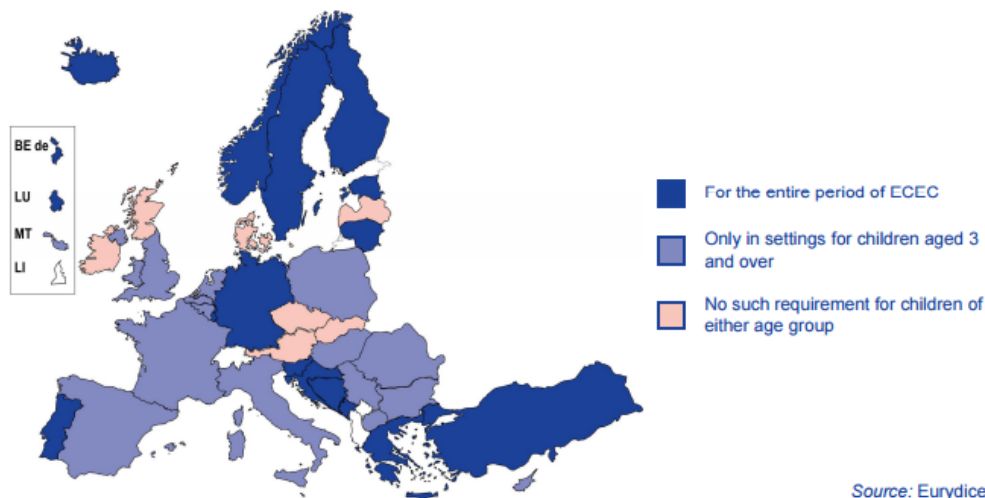 BE de
LU
MT
LI
For the entire period of ECEC
Only in settings for children aged 3
and over
No such requirement for children of
either age group
Source: Eurydice